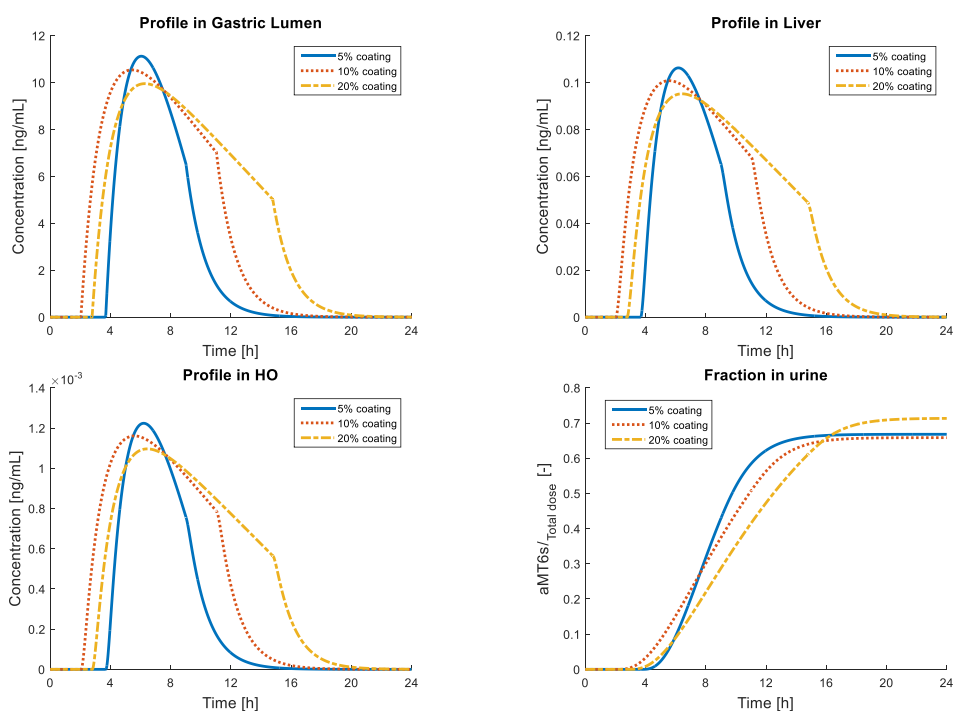 Profile in Gastric Lumen
12
10
8
6
4
2
0
Concentration [ng/mL]
0 4 8 12 16 20 24
Time [h]
5% coating
10% coating
20% coating
Profile in Liver
0.12
0.1
0.08
0.06
0.04
0.02
0
Concentration [ng/mL]
0 4 8 12 16 20 24
Time [h]
5% coating
10% coating
20% coating
Profile in HO
×10-3
1.4
1.2
1
0.8
0.6
0.4
0.2
0
Concentration [ng/mL]
0 4 8 12 16 20 24
Time [h]
5% coating
10% coating
20% coating
Fraction in urine
0.8
0.7
0.6
0.5
0.4
0.3
0.2
0.1
0
aMT6s/Total dose [-]
0 4 8 12 16 20 24
Time [h]
5% coating
10% coating
20% coating